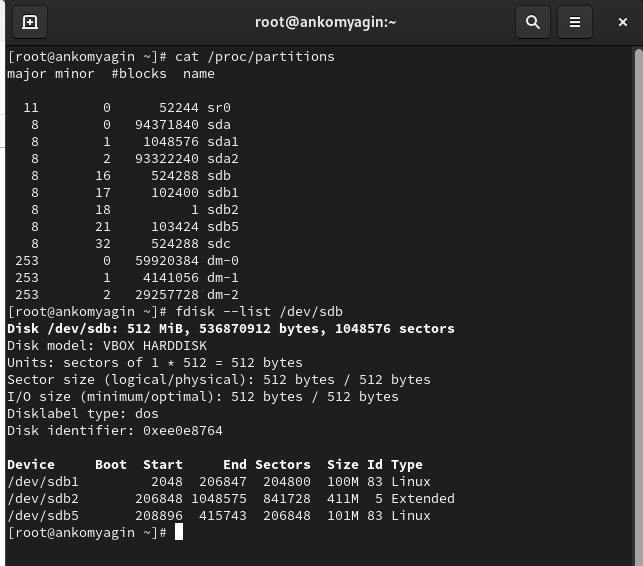 root@ankomyagin:~
[root@ankomyagin ~]# cat /proc/partitions
major minor  #blocks  name
  11        0      52244 sr0
   8        0   94371840 sda
   8        1    1048576 sda1
   8        2   93322240 sda2
   8       16     524288 sdb
   8       17     102400 sdb1
   8       18          1 sdb2
   8       21     103424 sdb5
   8       32     524288 sdc
 253        0   59920384 dm-0
 253        1    4141056 dm-1
 253        2   29257728 dm-2
[root@ankomyagin ~]# fdisk --list /dev/sdb
Disk /dev/sdb: 512 MiB, 536870912 bytes, 1048576 sectors
Disk model: VBOX HARDDISK
Units: sectors of 1 * 512 = 512 bytes
Sector size (logical/physical): 512 bytes / 512 bytes
I/O size (minimum/optimal): 512 bytes / 512 bytes
Disklabel type: dos
Disk identifier: 0xee0e8764
Device     Boot  Start     End Sectors  Size Id Type
/dev/sdb1         2048  206847  204800  100M 83 Linux
/dev/sdb2       206848 1048575  841728  411M  5 Extended
/dev/sdb5       208896  415743  206848  101M 83 Linux
[root@ankomyagin ~]#